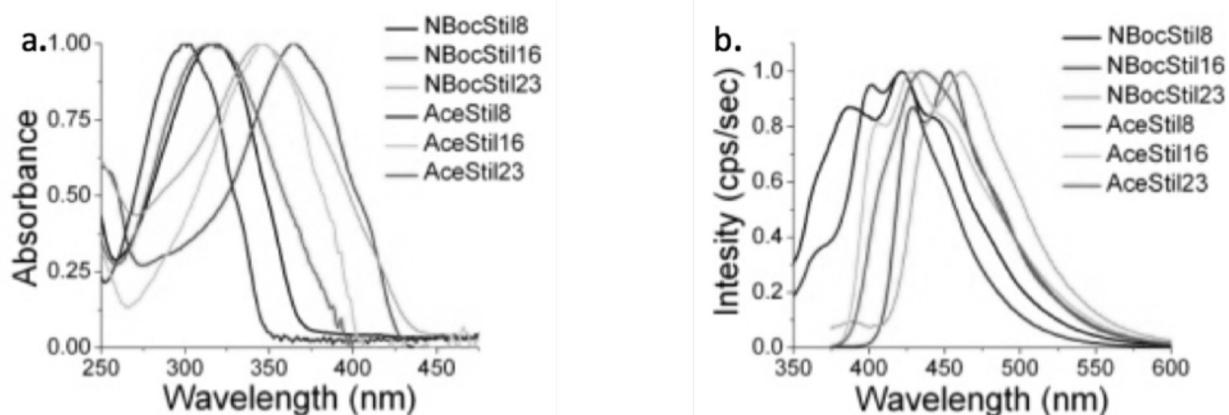 a.
1.00
0.75
0.50
0.25
0.00
Absorbance
250 300 350 400 450
Wavelength (nm)
NBocStil8
NBocStil16
NBocStil23
AceStil8
AceStil16
AceStil23
b.
1.0
0.8
0.6
0.4
0.2
0.0
Intesity (cps/sec)
350 400 450 500 550 600
Wavelength (nm)
NBocStil8
NBocStil16
NBocStil23
AceStil8
AceStil16
AceStil23